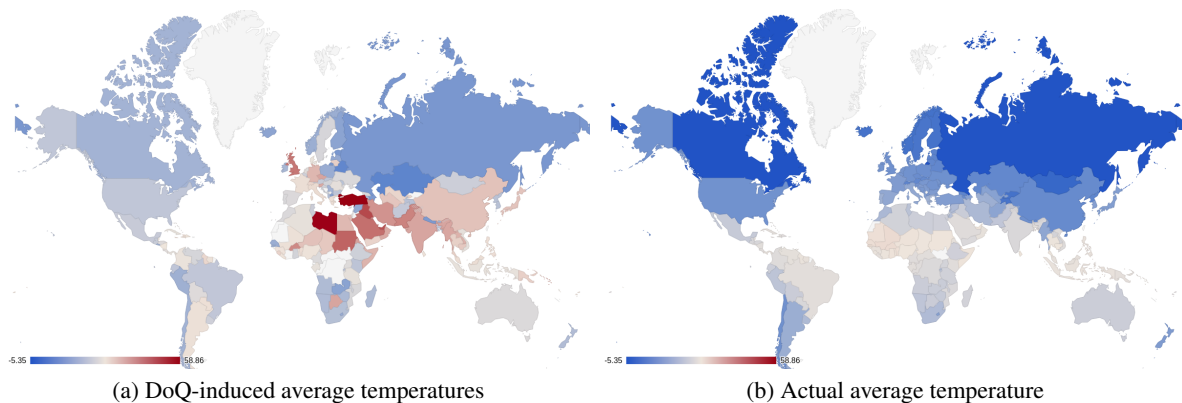 -5.35 58.86
-5.35 58.86
(a) DoQ-induced average temperatures
(b) Actual average temperature